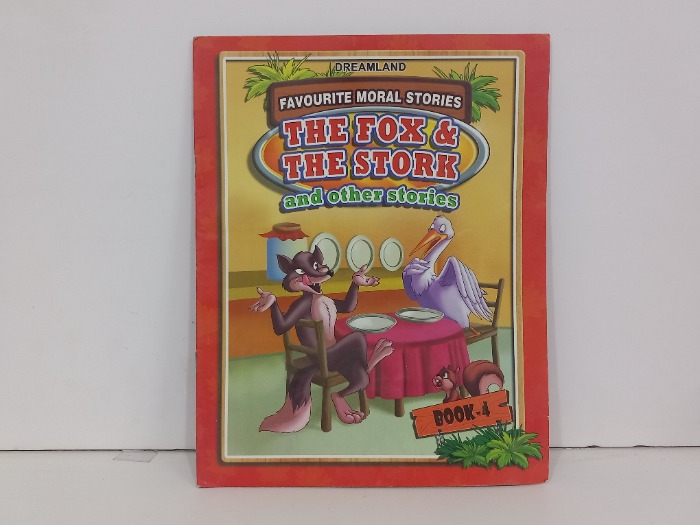 DREAMLAND
FAVOURITE MORAL STORIES
THE FOX &
THE STORK
and other stories
BOOK-4